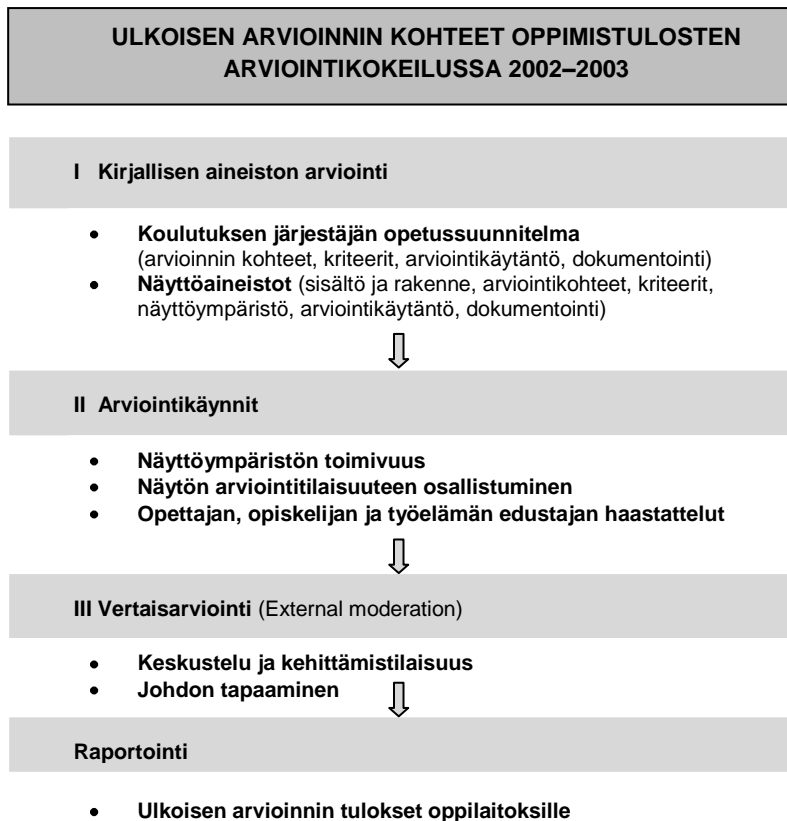 ULKOISEN ARVIOINNIN KOHTEET OPPIMISTULOSTEN
ARVIOINTIKOKEILUSSA 2002–2003
I Kirjallisen aineiston arviointi
• Koulutuksen järjestäjän opetussuunnitelma
(arvioinnin kohteet, kriteerit, arviointikäytäntö, dokumentointi)
• Näyttöaineistot (sisältö ja rakenne, arviointikohteet, kriteerit,
näyttöympäristö, arviointikäytäntö, dokumentointi)
II Arviointikäynnit
• Näyttöympäristön toimivuus
• Näytön arviointitilaisuuteen osallistuminen
• Opettajan, opiskelijan ja työelämän edustajan haastattelut
III Vertaisarviointi (External moderation)
• Keskustelu ja kehittämistilaisuus
• Johdon tapaaminen
Raportointi
• Ulkoisen arvioinnin tulokset oppilaitoksille